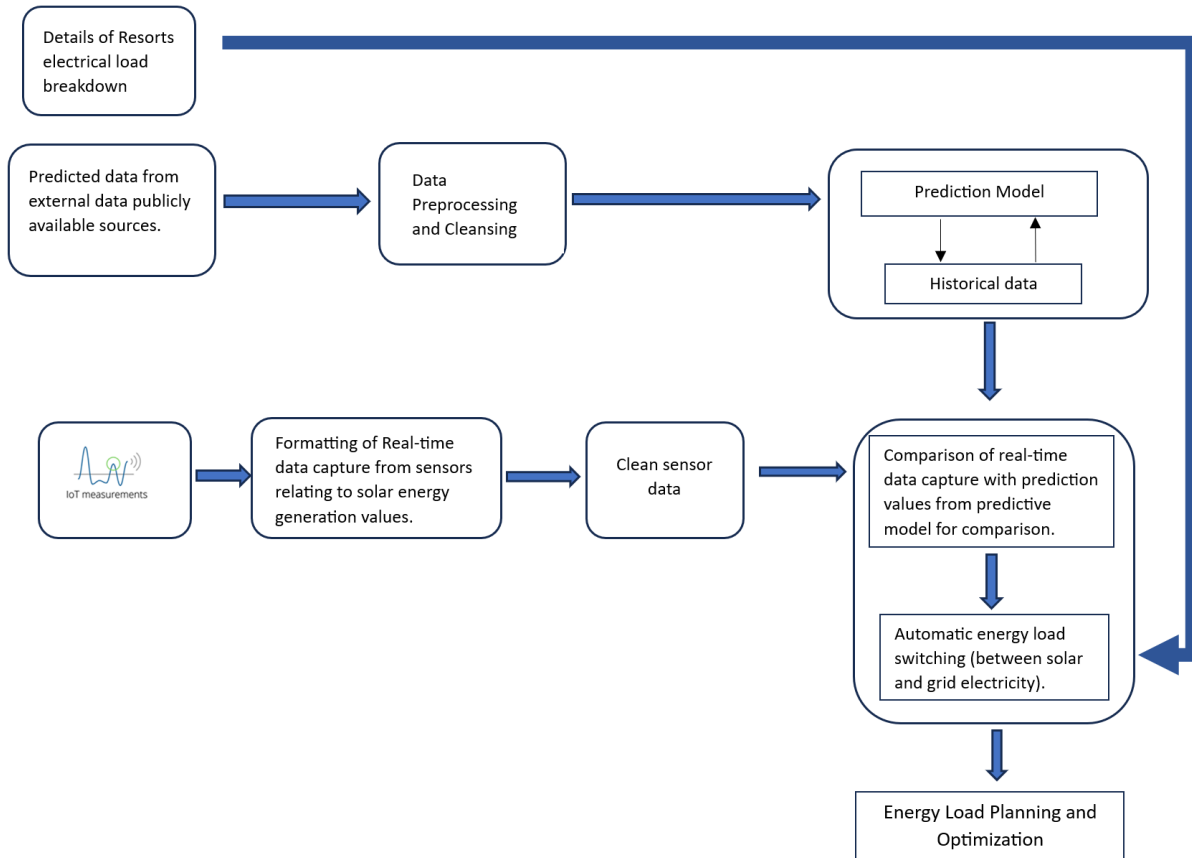 Details of Resorts
electrical load
breakdown
Predicted data from
external data publicly
available sources.
Data
Preprocessing
and Cleansing
Prediction Model
Historical data
IoT measurements
Formatting of Real-time
data capture from sensors
relating to solar energy
generation values.
Clean sensor
data
Comparison of real-time
data capture with prediction
values from predictive
model for comparison.
Automatic energy load
switching (between solar
and grid electricity).
Energy Load Planning and
Optimization